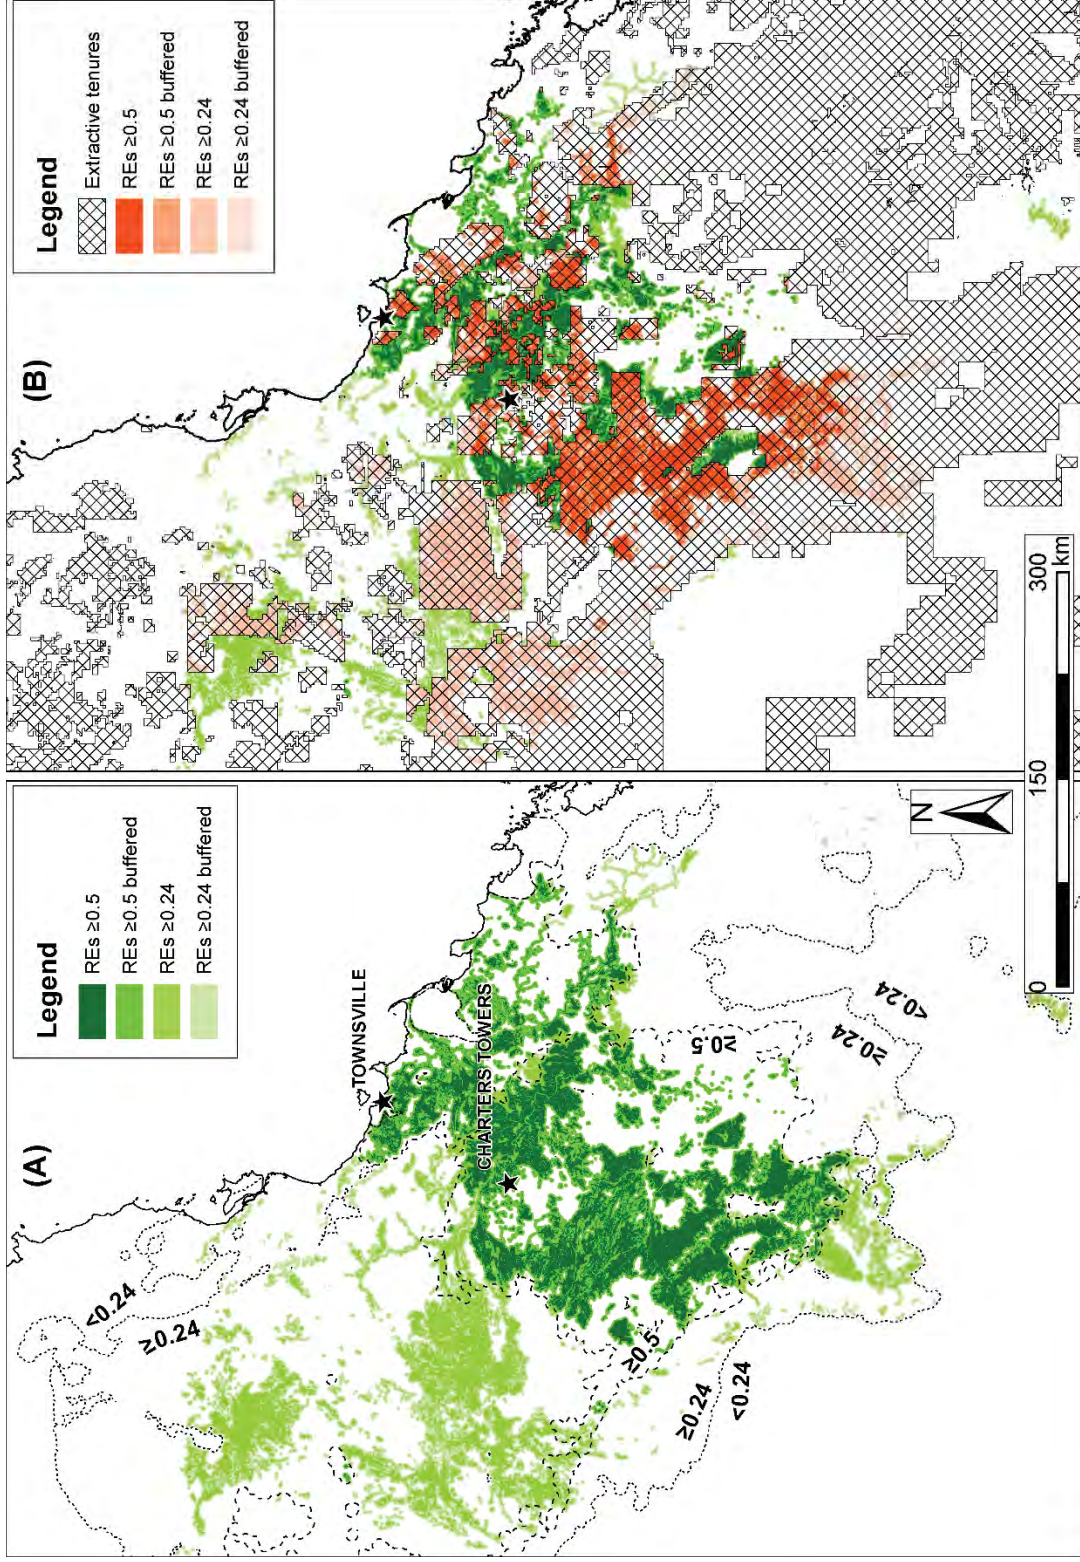 (A)
Legend
REs ≥0.5
REs ≥0.5 buffered
REs ≥0.24
REs ≥0.24 buffered
TOWNSVILLE
CHARTERS TOWERS
<0.24
≥0.24
≥0.5
≥0.24
<0.24
≥0.5
≥0.24
<0.24
N
0 150 300
km
(B)
Legend
Extractive tenures
REs ≥0.5
REs ≥0.5 buffered
REs ≥0.24
REs ≥0.24 buffered